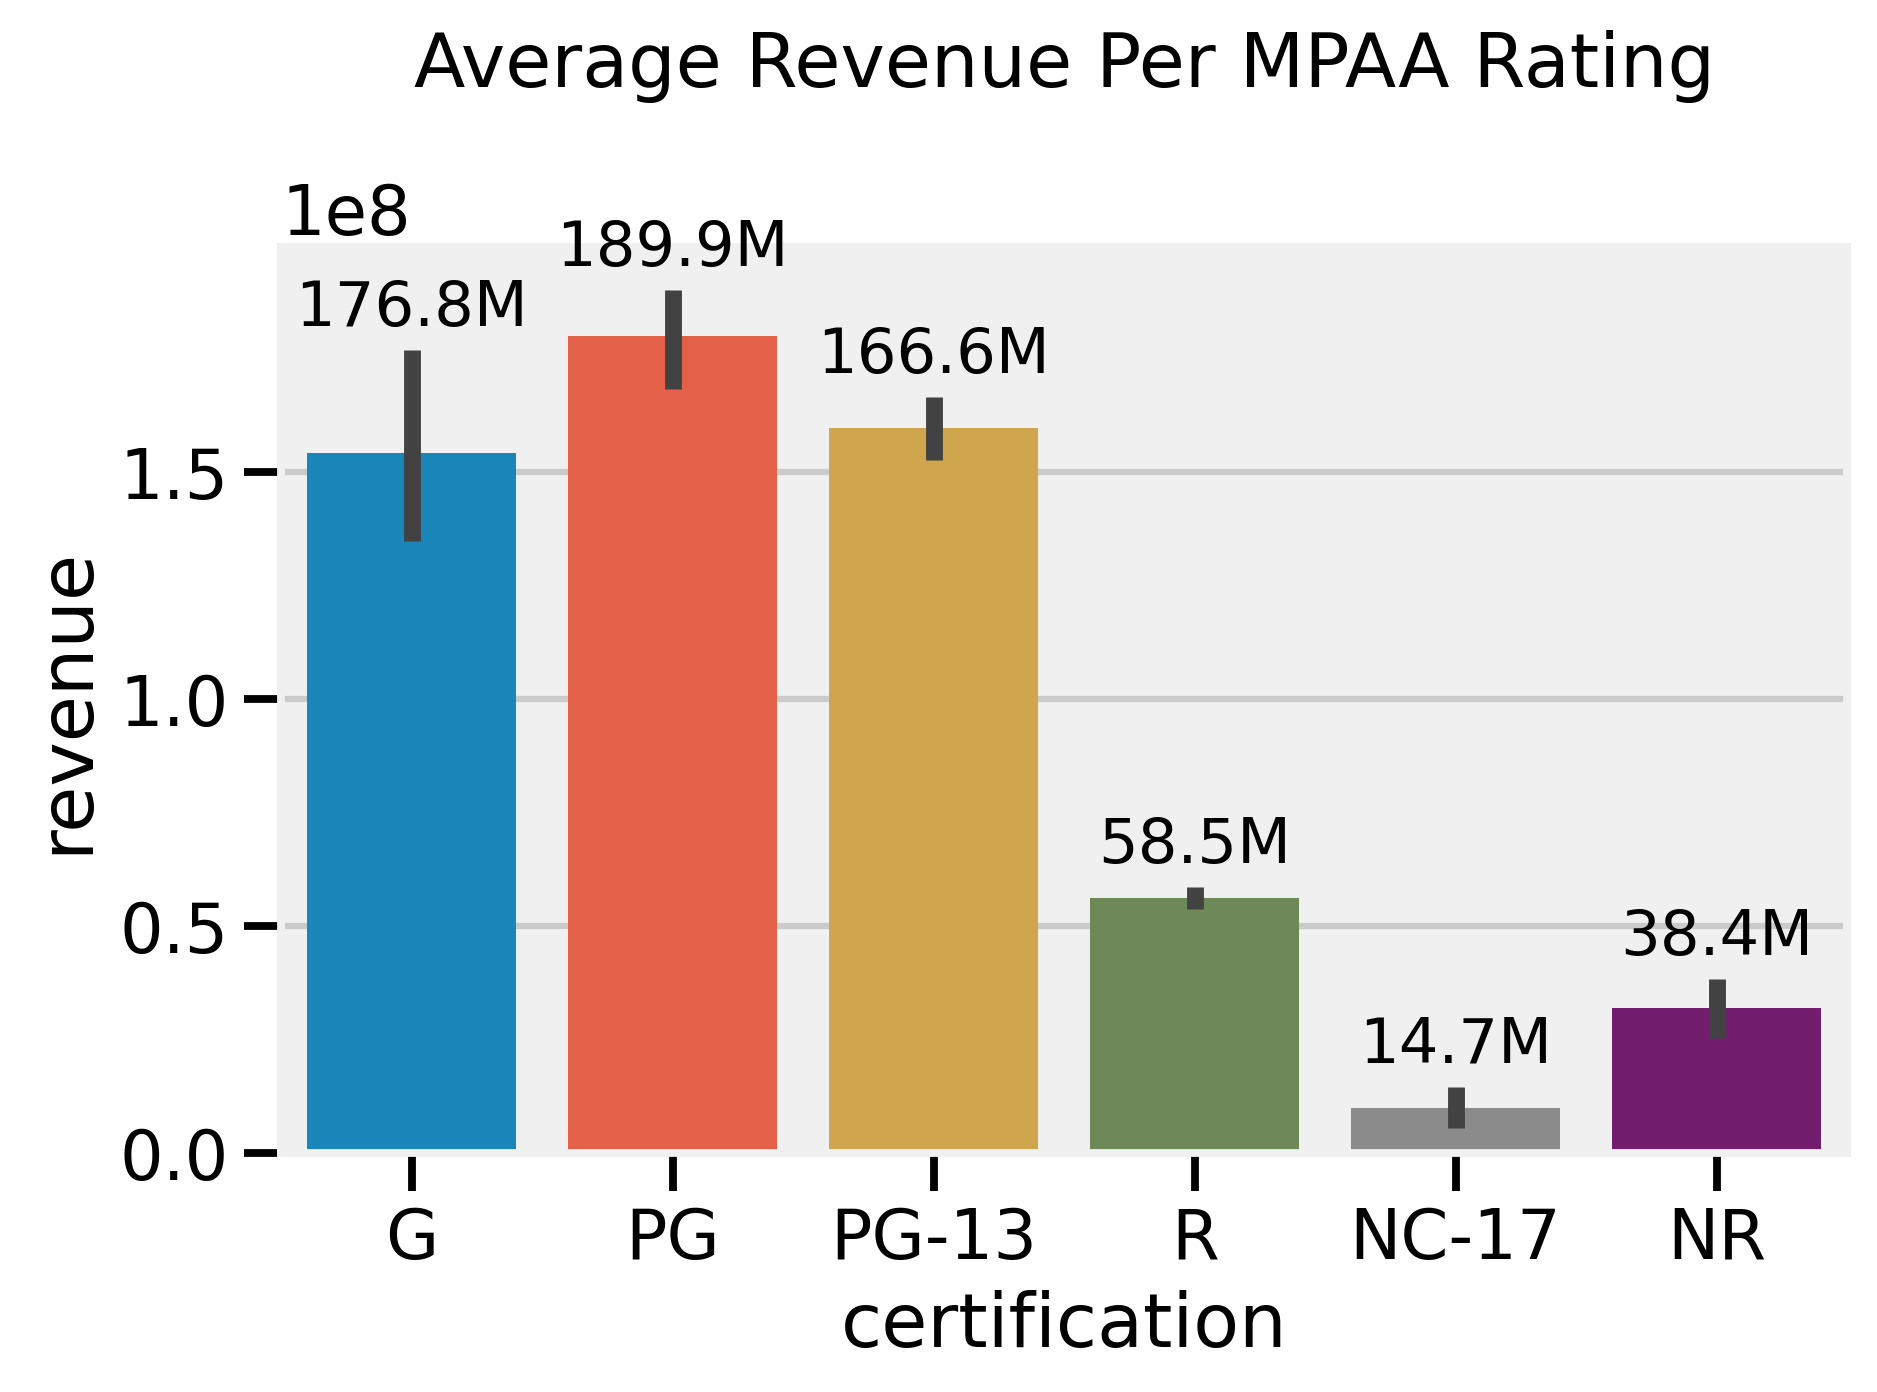 Average Revenue Per MPAA Rating
1e8
189.9M
176.8M
166.6M
1.5
revenue
1.0
58.5M
0.5
38.4M
14.7M
0.0
G PG PG-13 R NC-17 NR
certification